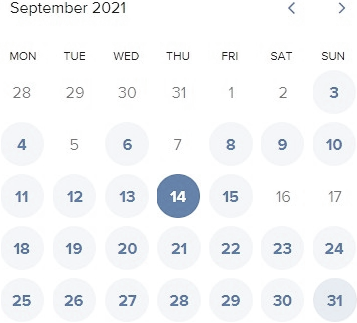 September 2021
MON TUE WED THU FRI SAT SUN
28 29 30 31 1 2 3
4 5 6 7 8 9 10
11 12 13 14 15 16 17
18 19 20 21 22 23 24
25 26 27 28 29 30 31